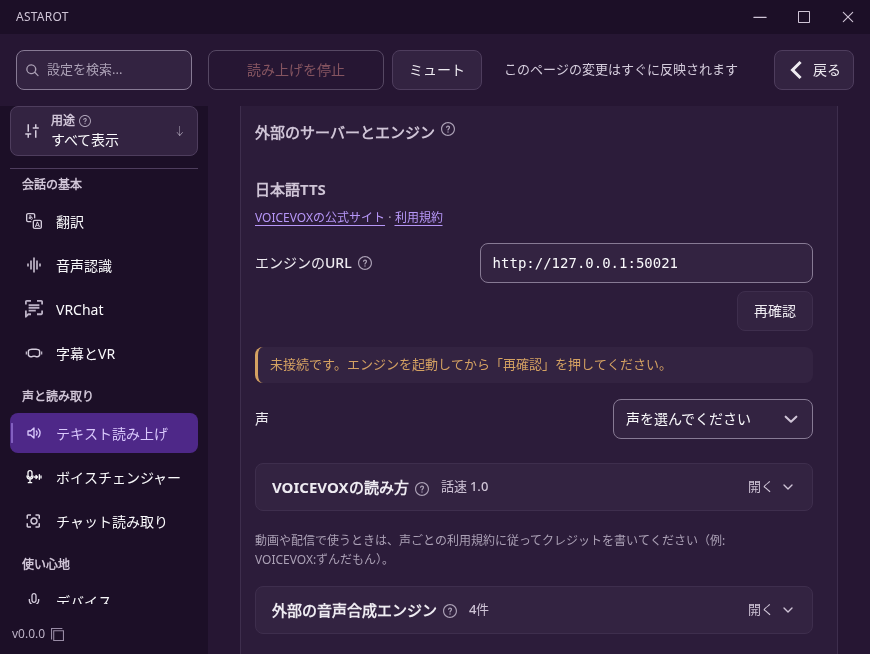 ASTAROT
設定を検索...
読み上げを停止
ミュート
このページの変更はすぐに反映されます
戻る
用途
すべて表示
会話の基本
翻訳
音声認識
VRChat
字幕とVR
声と読み取り
テキスト読み上げ
ボイスチェンジャー
チャット読み取り
使い心地
デバイス
v0.0.0
外部のサーバーとエンジン
日本語TTS
VOICEVOXの公式サイト · 利用規約
エンジンのURL
http://127.0.0.1:50021
再確認
未接続です。エンジンを起動してから「再確認」を押してください。
声
声を選んでください
VOICEVOXの読み方 話速 1.0 開く
動画や配信で使うときは、声ごとの利用規約に従ってクレジットを書いてください（例:
VOICEVOX:ずんだもん）。
外部の音声合成エンジン 4件 開く